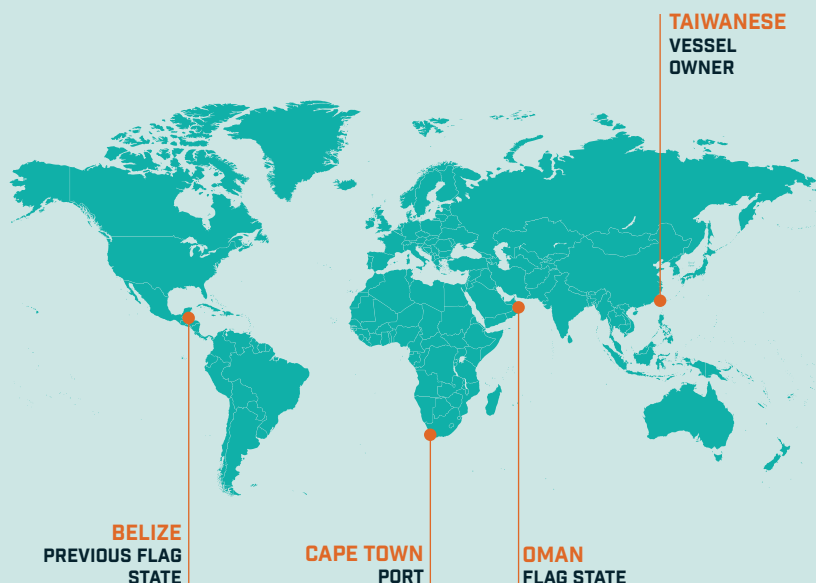 TAIWANESE
VESSEL
OWNER
BELIZE
PREVIOUS FLAG
STATE
CAPE TOWN
PORT
OMAN
FLAG STATE